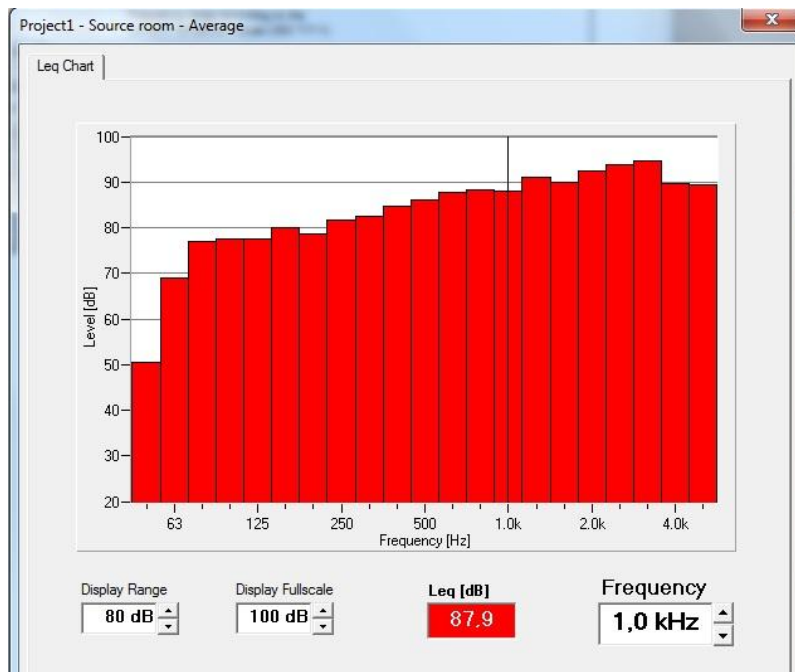 Project1 - Source room - Average
x
Leq Chart
100
90
80
70
60
50
40
30
20
Level [dB]
63 125 250 500 1.0k 2.0k 4.0k
Frequency [Hz]
Display Range Display Fullscale Leq [dB] Frequency
80 dB 100 dB 87,9 1,0 kHz